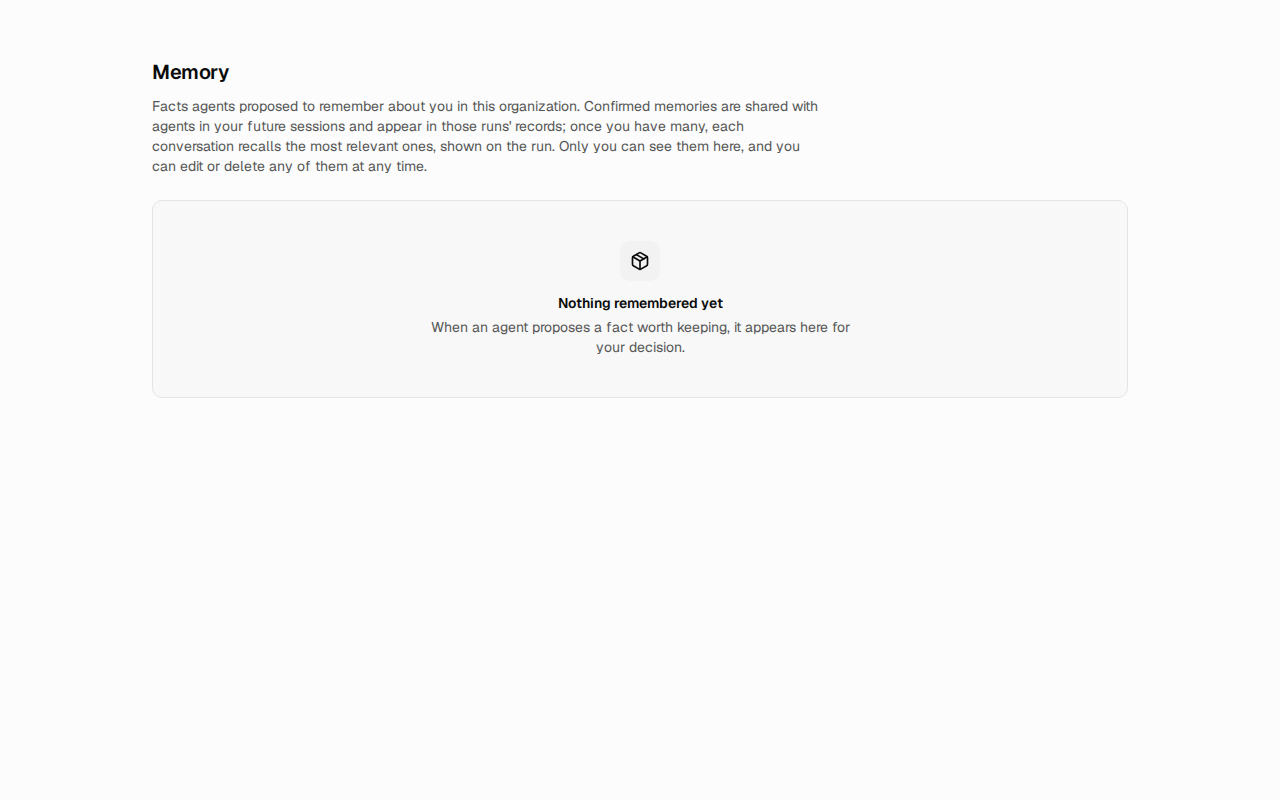 Memory
Facts agents proposed to remember about you in this organization. Confirmed memories are shared with
agents in your future sessions and appear in those runs' records; once you have many, each
conversation recalls the most relevant ones, shown on the run. Only you can see them here, and you
can edit or delete any of them at any time.
Nothing remembered yet
When an agent proposes a fact worth keeping, it appears here for
your decision.